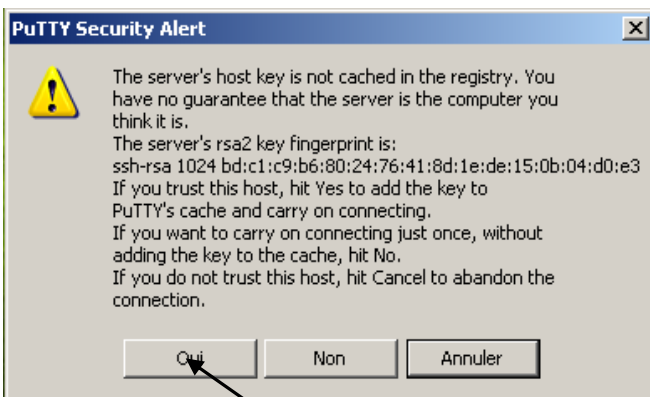 PuTTY Security Alert
The server's host key is not cached in the registry. You
have no guarantee that the server is the computer you
think it is.
The server's rsa2 key fingerprint is:
ssh-rsa 1024 bd:c1:c9:b6:80:24:76:41:8d:1e:de:15:0b:04:d0:e3
If you trust this host, hit Yes to add the key to
PuTTY's cache and carry on connecting.
If you want to carry on connecting just once, without
adding the key to the cache, hit No.
If you do not trust this host, hit Cancel to abandon the
connection.
Oui Non Annuler